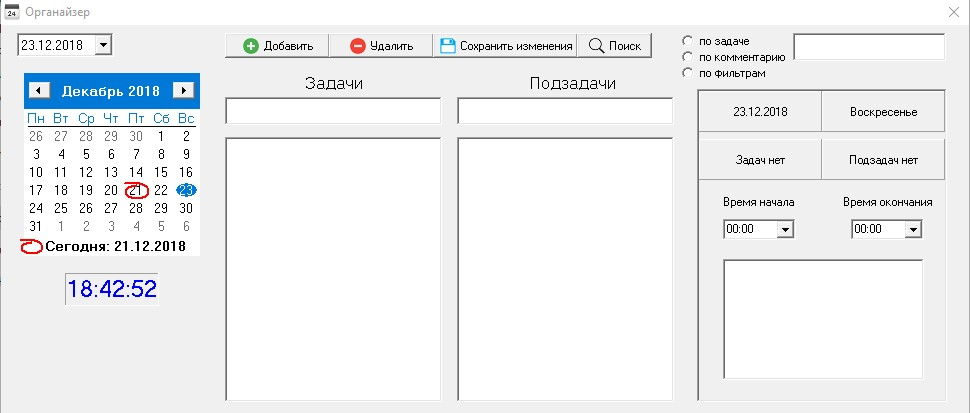 24 Органайзер
23.12.2018
Добавить Удалить Сохранить изменения Поиск
по задаче
по комментарию
по фильтрам
Декабрь 2018
Пн Вт Ср Чт Пт Сб Вс
26 27 28 29 30 1 2
3 4 5 6 7 8 9
10 11 12 13 14 15 16
17 18 19 20 21 22 23
24 25 26 27 28 29 30
31 1 2 3 4 5 6
Сегодня: 21.12.2018
18:42:52
Задачи
Подзадачи
23.12.2018 Воскресенье
Задач нет Подзадач нет
Время начала Время окончания
00:00 00:00